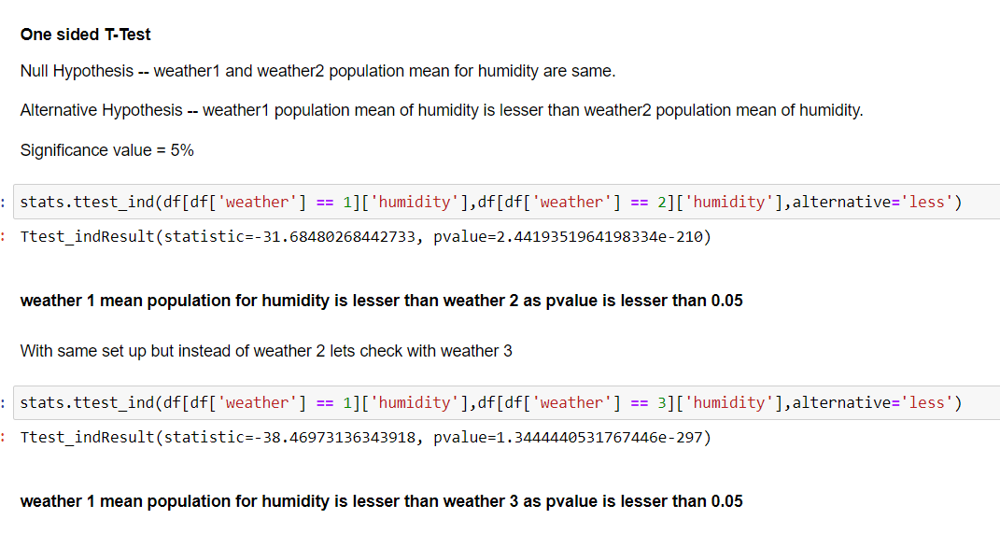 One sided T-Test
Null Hypothesis -- weather1 and weather2 population mean for humidity are same.
Alternative Hypothesis -- weather1 population mean of humidity is lesser than weather2 population mean of humidity.
Significance value = 5%
: stats.ttest_ind(df[df['weather'] == 1]['humidity'],df[df['weather'] == 2]['humidity'],alternative='less')
: Ttest_indResult(statistic=-31.68480268442733, pvalue=2.4419351964198334e-210)
weather 1 mean population for humidity is lesser than weather 2 as pvalue is lesser than 0.05
With same set up but instead of weather 2 lets check with weather 3
: stats.ttest_ind(df[df['weather'] == 1]['humidity'],df[df['weather'] == 3]['humidity'],alternative='less')
: Ttest_indResult(statistic=-38.46973136343918, pvalue=1.3444440531767446e-297)
weather 1 mean population for humidity is lesser than weather 3 as pvalue is lesser than 0.05